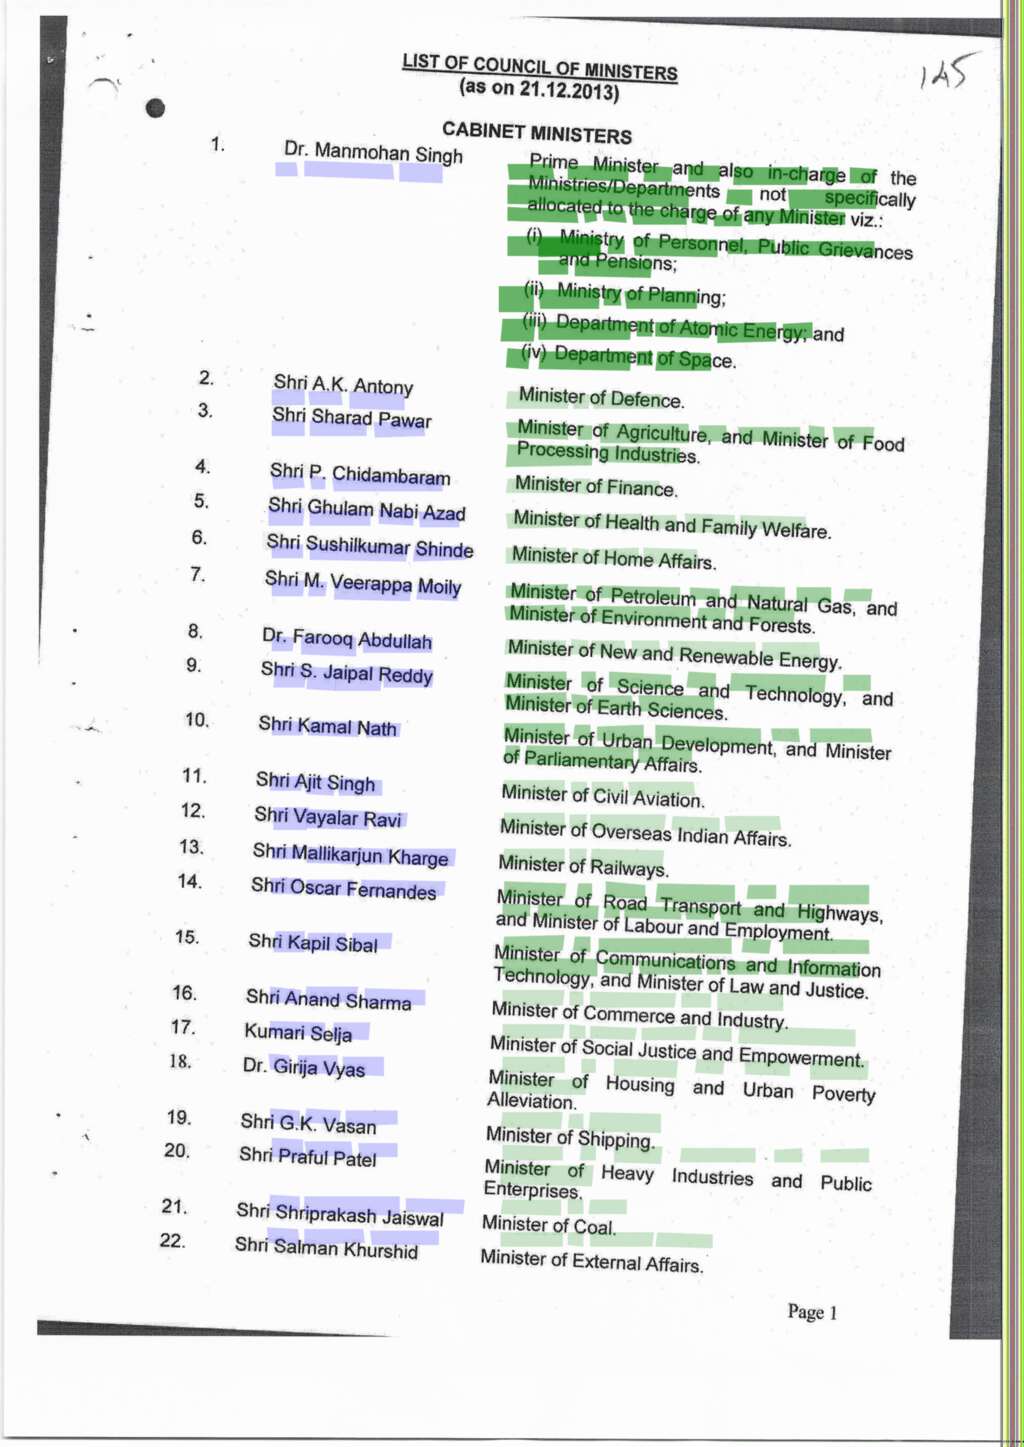 LIST OF COUNCIL OF MINISTERS
(as on 21.12.2013)
145
CABINET MINISTERS
1. Dr. Manmohan Singh Prime Minister and also in-charge of the
Ministries/Departments not specifically
allocated to the charge of any Minister viz.:
(i) Ministry of Personnel, Public Grievances
and Pensions;
(ii) Ministry of Planning;
(iii) Department of Atomic Energy; and
(iv) Department of Space.
2. Shri A.K. Antony Minister of Defence.
3. Shri Sharad Pawar Minister of Agriculture, and Minister of Food
Processing Industries.
4. Shri P. Chidambaram Minister of Finance.
5. Shri Ghulam Nabi Azad Minister of Health and Family Welfare.
6. Shri Sushilkumar Shinde Minister of Home Affairs.
7. Shri M. Veerappa Moily Minister of Petroleum and Natural Gas, and
Minister of Environment and Forests.
8. Dr. Farooq Abdullah Minister of New and Renewable Energy.
9. Shri S. Jaipal Reddy Minister of Science and Technology, and
Minister of Earth Sciences.
10. Shri Kamal Nath Minister of Urban Development, and Minister
of Parliamentary Affairs.
11. Shri Ajit Singh Minister of Civil Aviation.
12. Shri Vayalar Ravi Minister of Overseas Indian Affairs.
13. Shri Mallikarjun Kharge Minister of Railways.
14. Shri Oscar Fernandes Minister of Road Transport and Highways,
and Minister of Labour and Employment.
15. Shri Kapil Sibal Minister of Communications and Information
Technology, and Minister of Law and Justice.
16. Shri Anand Sharma Minister of Commerce and Industry.
17. Kumari Selja Minister of Social Justice and Empowerment.
18. Dr. Girija Vyas Minister of Housing and Urban Poverty
Alleviation.
19. Shri G.K. Vasan Minister of Shipping.
20. Shri Praful Patel Minister of Heavy Industries and Public
Enterprises.
21. Shri Shriprakash Jaiswal Minister of Coal.
22. Shri Salman Khurshid Minister of External Affairs.
Page 1